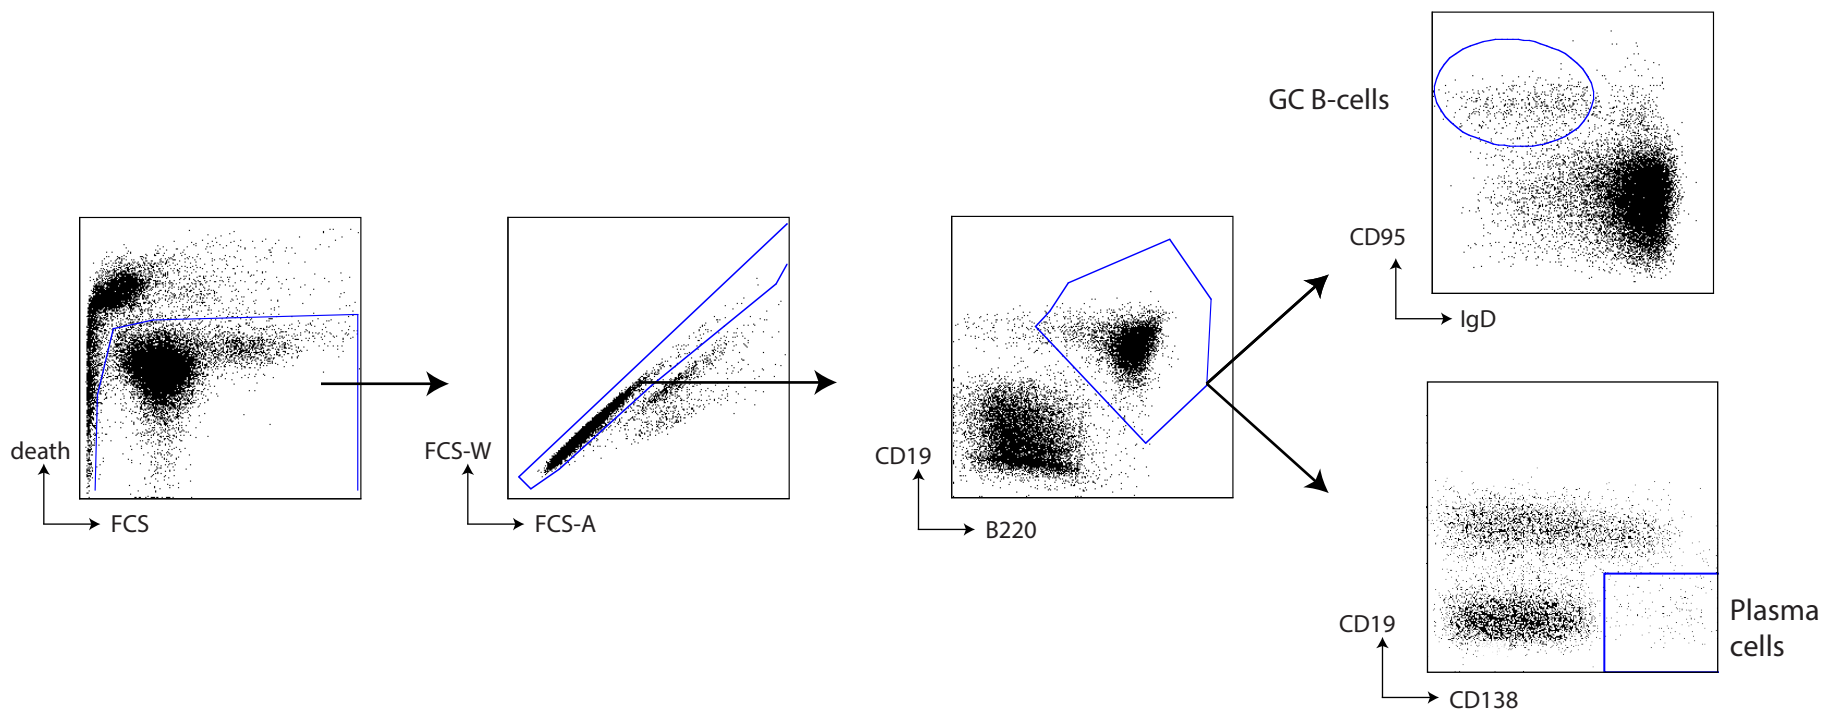 GC B-cells
CD95
IgD
death
FCS
FCS-W
FCS-A
CD19
B220
CD19
CD138
Plasma
cells